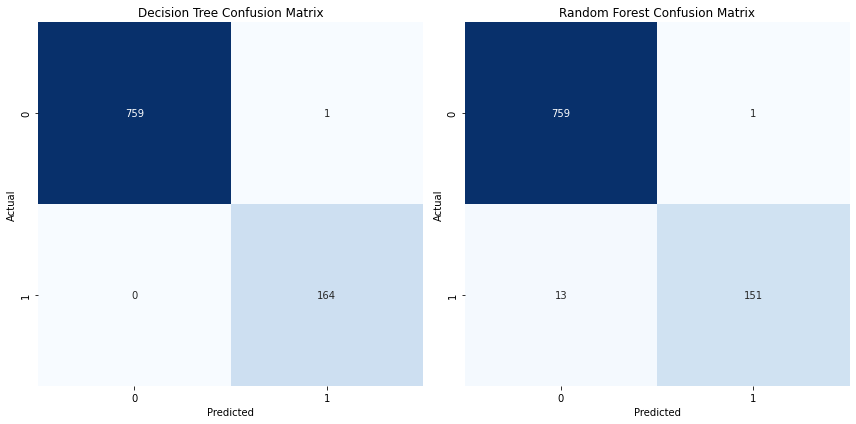 Decision Tree Confusion Matrix
Actual
0
1
759
1
0
164
0
1
Predicted
Random Forest Confusion Matrix
Actual
0
1
759
1
13
151
0
1
Predicted